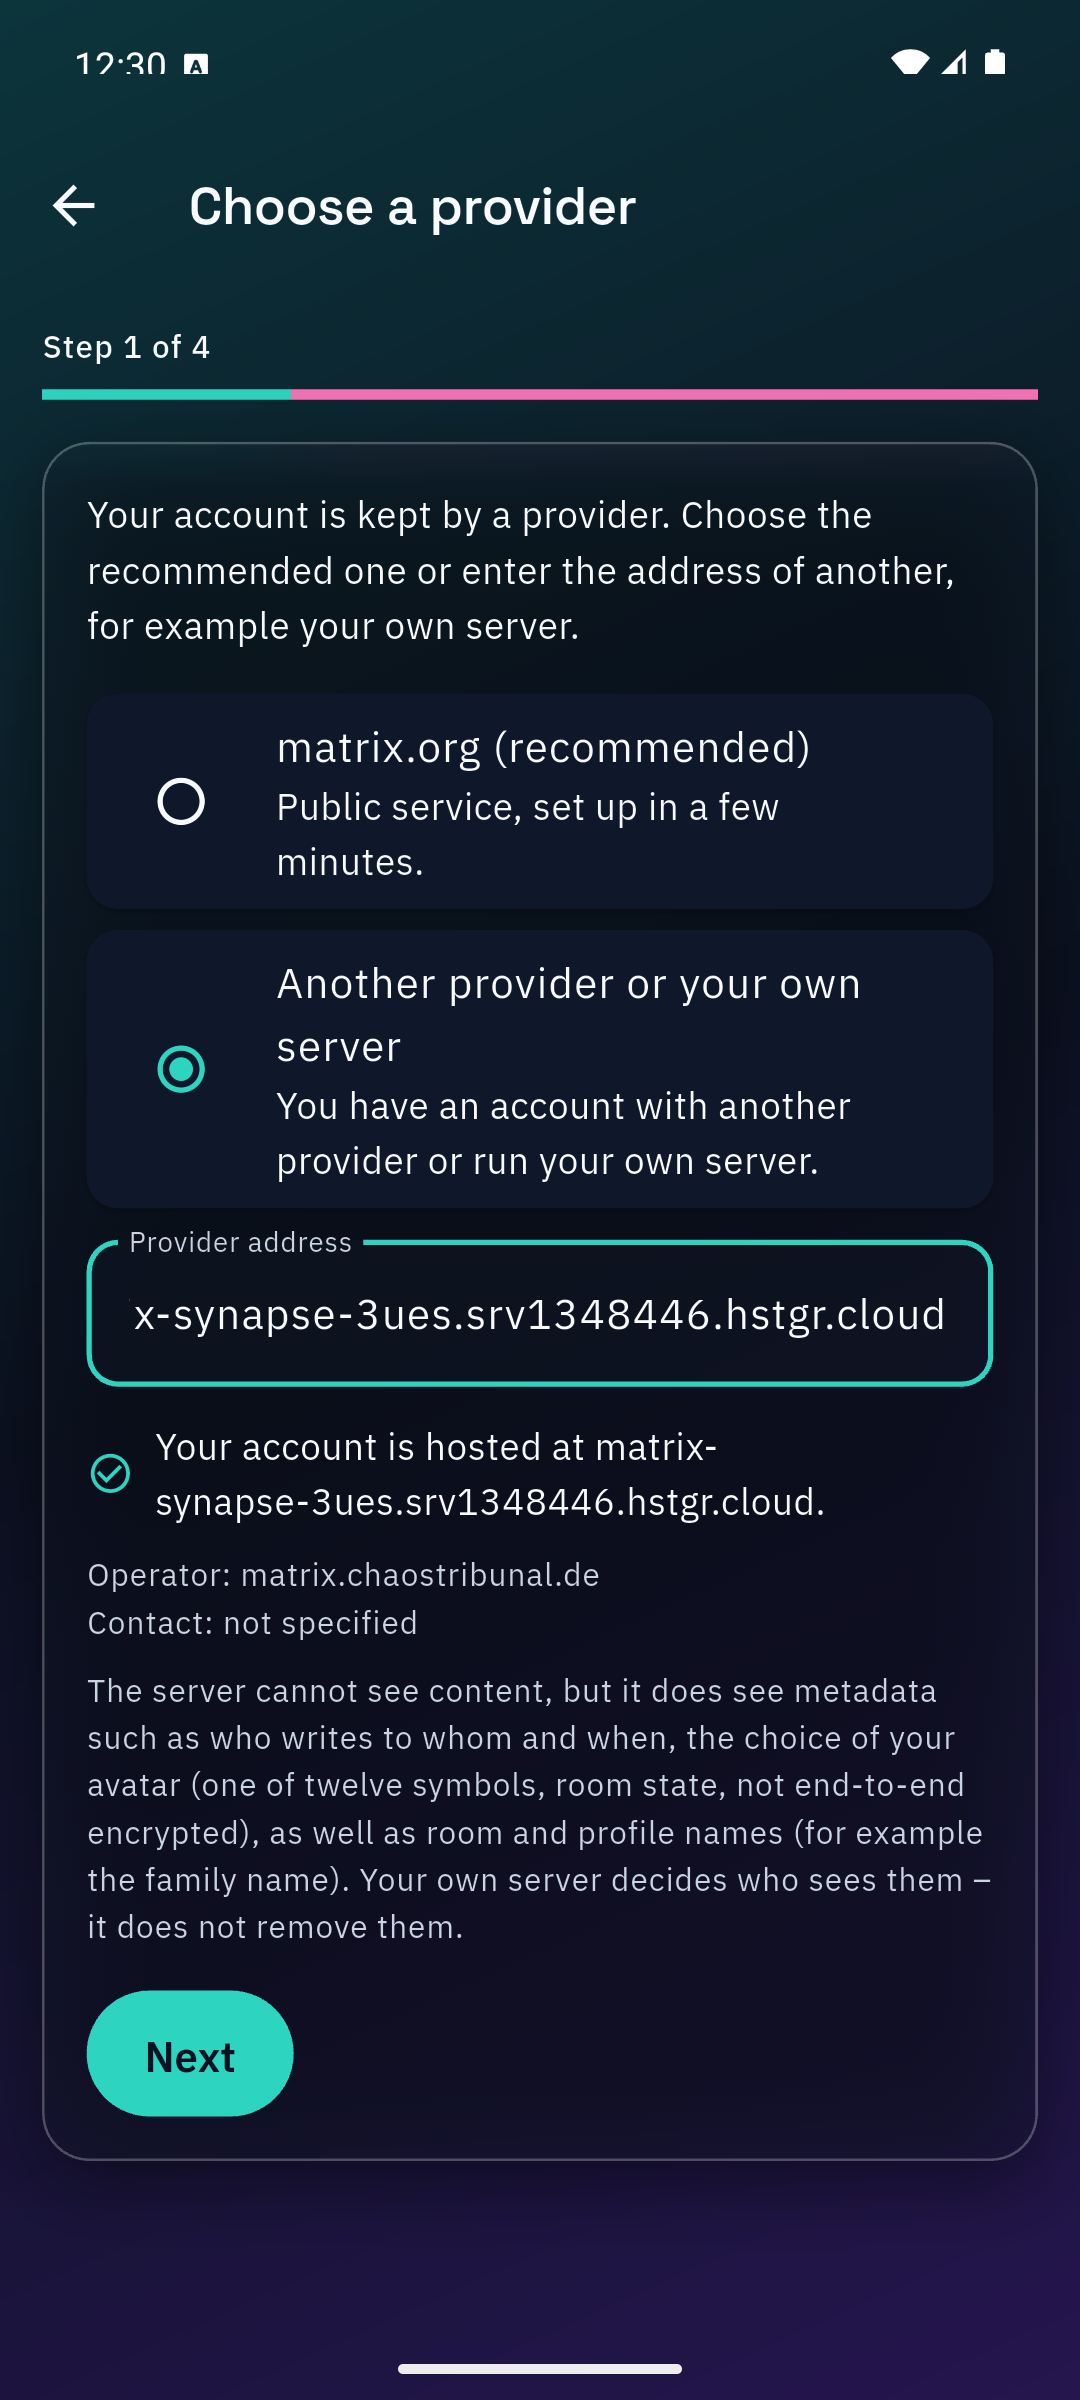 12:30
Choose a provider
Step 1 of 4
Your account is kept by a provider. Choose the
recommended one or enter the address of another,
for example your own server.
matrix.org (recommended)
Public service, set up in a few
minutes.
Another provider or your own
server
You have an account with another
provider or run your own server.
Provider address
x-synapse-3ues.srv1348446.hstgr.cloud
Your account is hosted at matrix-
synapse-3ues.srv1348446.hstgr.cloud.
Operator: matrix.chaostribunal.de
Contact: not specified
The server cannot see content, but it does see metadata
such as who writes to whom and when, the choice of your
avatar (one of twelve symbols, room state, not end-to-end
encrypted), as well as room and profile names (for example
the family name). Your own server decides who sees them –
it does not remove them.
Next